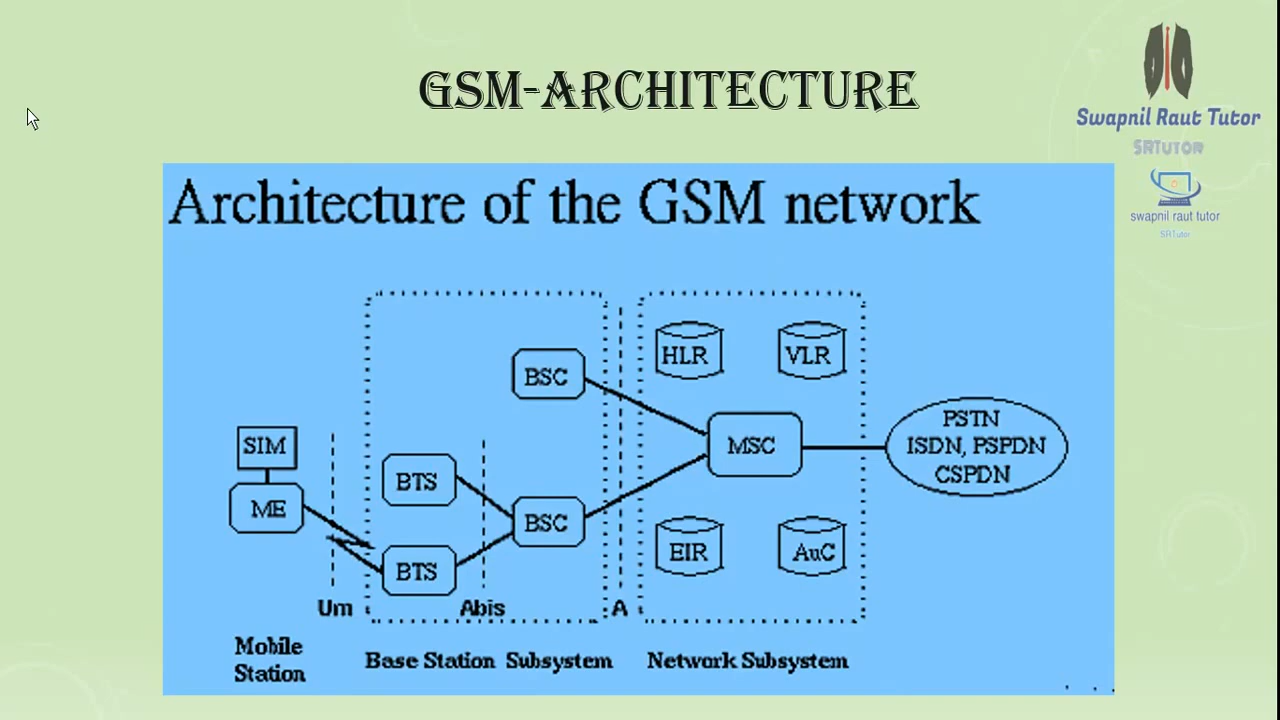 GSM-ARCHITECTURE
Swapnil Raut Tutor
SRTUTOR
swapnil raut tutor
SRTutor
Architecture of the GSM network
HLR
VLR
BSC
PSTN
SIM
MSC
ISDN, PSPDN
CSPDN
BTS
ME
BSC
EIR
AuC
BTS
Um
Abis
A
Mobile
Station
Base Station Subsystem
Network Subsystem